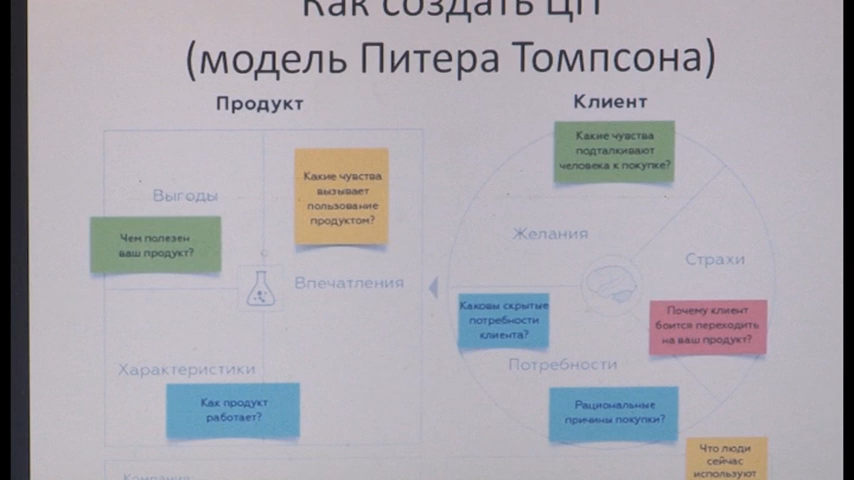 Как создать ЦП
(модель Питера Томпсона)
Продукт
Выгоды
Какие чувства
вызывает
пользование
продуктом?
Чем полезен
ваш продукт?
Впечатления
Характеристики
Как продукт
работает?
Клиент
Какие чувства
подталкивают
человека к покупке?
Желания
Страхи
Каковы скрытые
потребности
клиента?
Почему клиент
боится переходить
на ваш продукт?
Потребности
Рациональные
причины покупки?
Что люди
сейчас
используют
Компания: